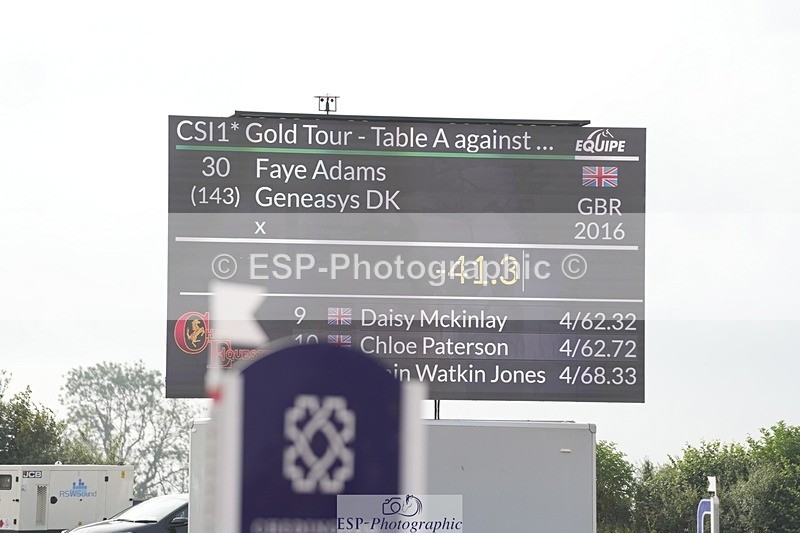 CSI1* Gold Tour - Table A against ... EQUIPE
30 Faye Adams
(143) Geneasys DK GBR
x 2016
-41.3
© ESP-Photographic ©
9 Daisy Mckinlay 4/62.32
10 Chloe Paterson 4/62.72
Watkin Jones 4/68.33
JCB
RSWSound
ESP-Photographic